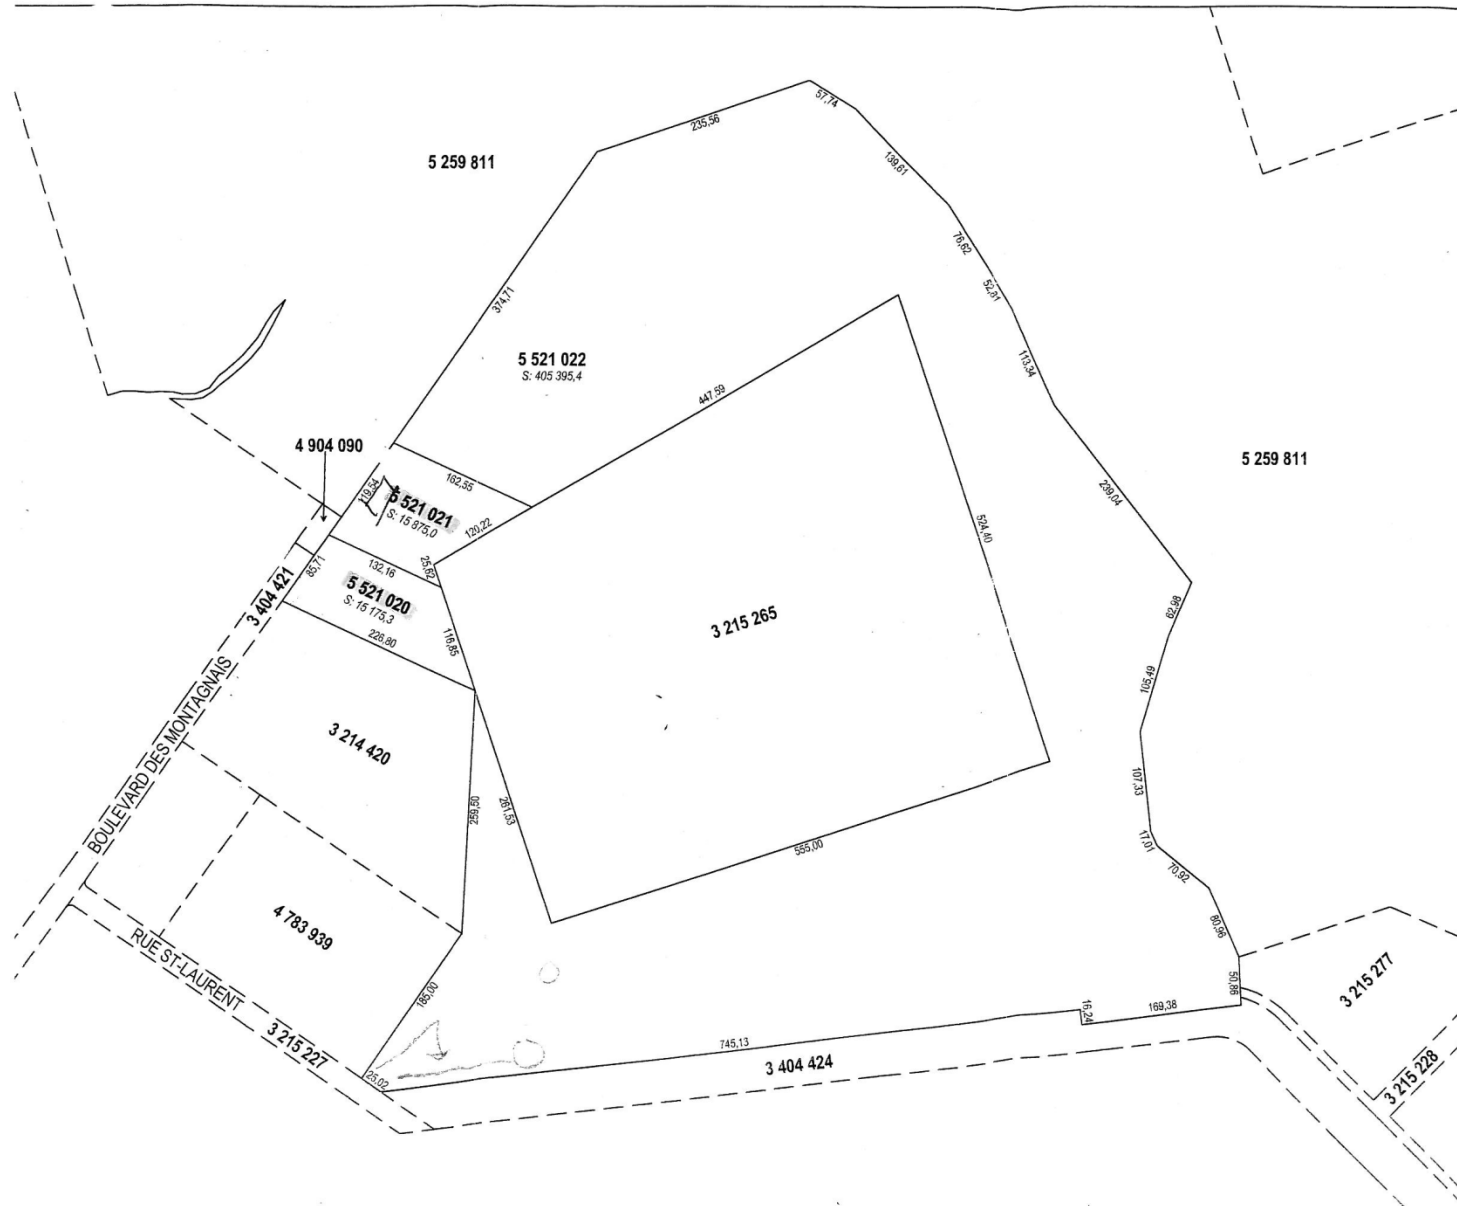 57,74
235,56
139,61
5 259 811
76,62
52,81
374,71
113,34
5 521 022
S: 405 395,4
447,59
4 904 090
5 259 811
162,55
119,54
5 521 021
S: 15 875,0
239,04
120,22
524,40
25,62
132,16
85,71
5 521 020
S: 15 175,3
3 404 421
62,98
3 215 265
226,80
116,85
105,49
BOULEVARD DES MONTAGNAIS
3 214 420
107,33
259,50
261,53
17,01
555,00
70,92
4 783 939
80,96
RUE ST-LAURENT
3 215 277
50,86
185,00
169,38
16,24
3 215 227
745,13
3 404 424
25,02
3 215 228